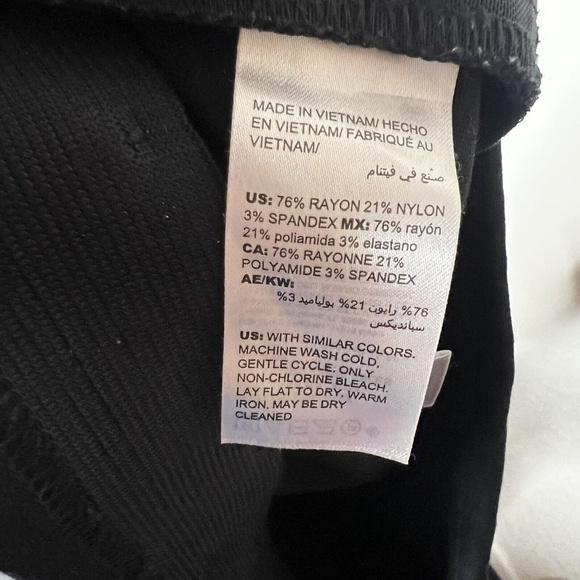 MADE IN VIETNAM/ HECHO
EN VIETNAM/ FABRIQUÉ AU
VIETNAM/
صنع في فيتنام
US: 76% RAYON 21% NYLON
3% SPANDEX MX: 76% rayón
21% poliamida 3% elastano
CA: 76% RAYONNE 21%
POLYAMIDE 3% SPANDEX
AE/KW:
76% رايون 21% بولياميد 3%
سبانديكس
US: WITH SIMILAR COLORS.
MACHINE WASH COLD,
GENTLE CYCLE. ONLY
NON-CHLORINE BLEACH.
LAY FLAT TO DRY. WARM
IRON. MAY BE DRY
CLEANED